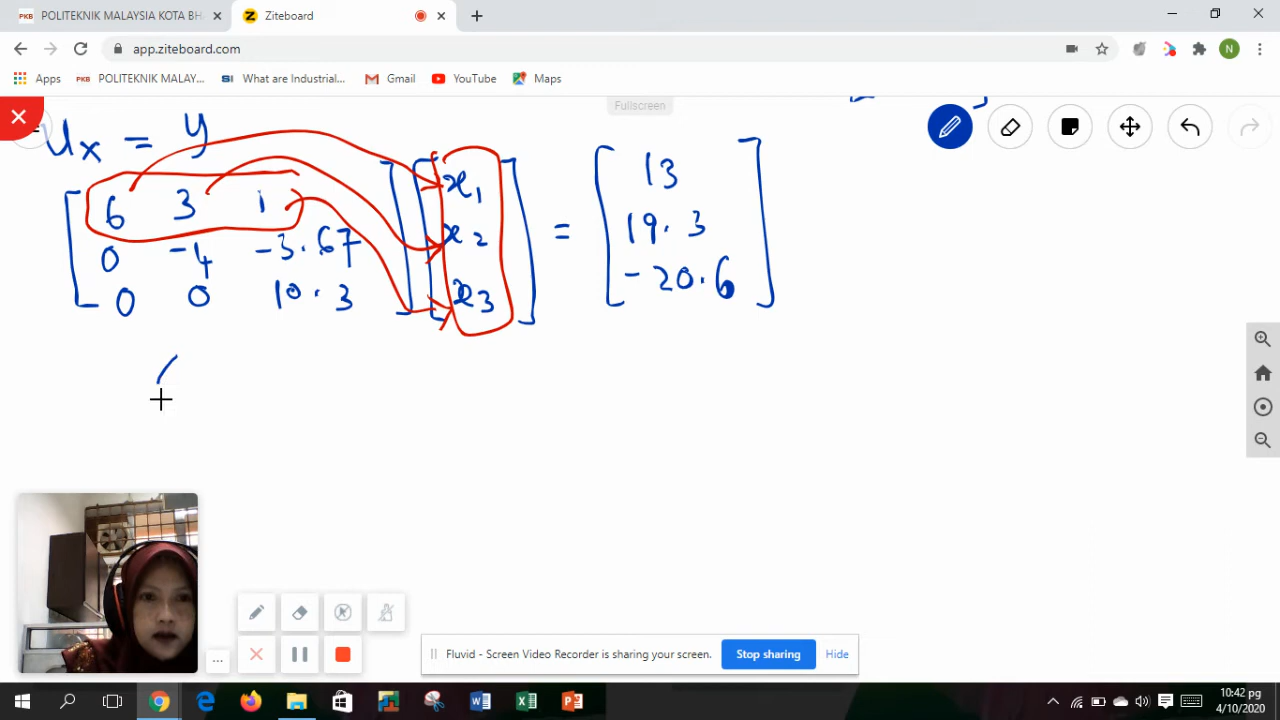 POLITEKNIK MALAYSIA KOTA BH
Ziteboard
app.ziteboard.com
N
Apps
PKB POLITEKNIK MALAY...
SI What are Industrial...
Gmail
YouTube
Maps
Fullscreen
Ux = y
6 3 1 x1 = 13
0 -4 -3.67 x2 19.3
0 0 10.3 x3 -20.6
Fluvid - Screen Video Recorder is sharing your screen. Stop sharing Hide
10:42 pg
4/10/2020